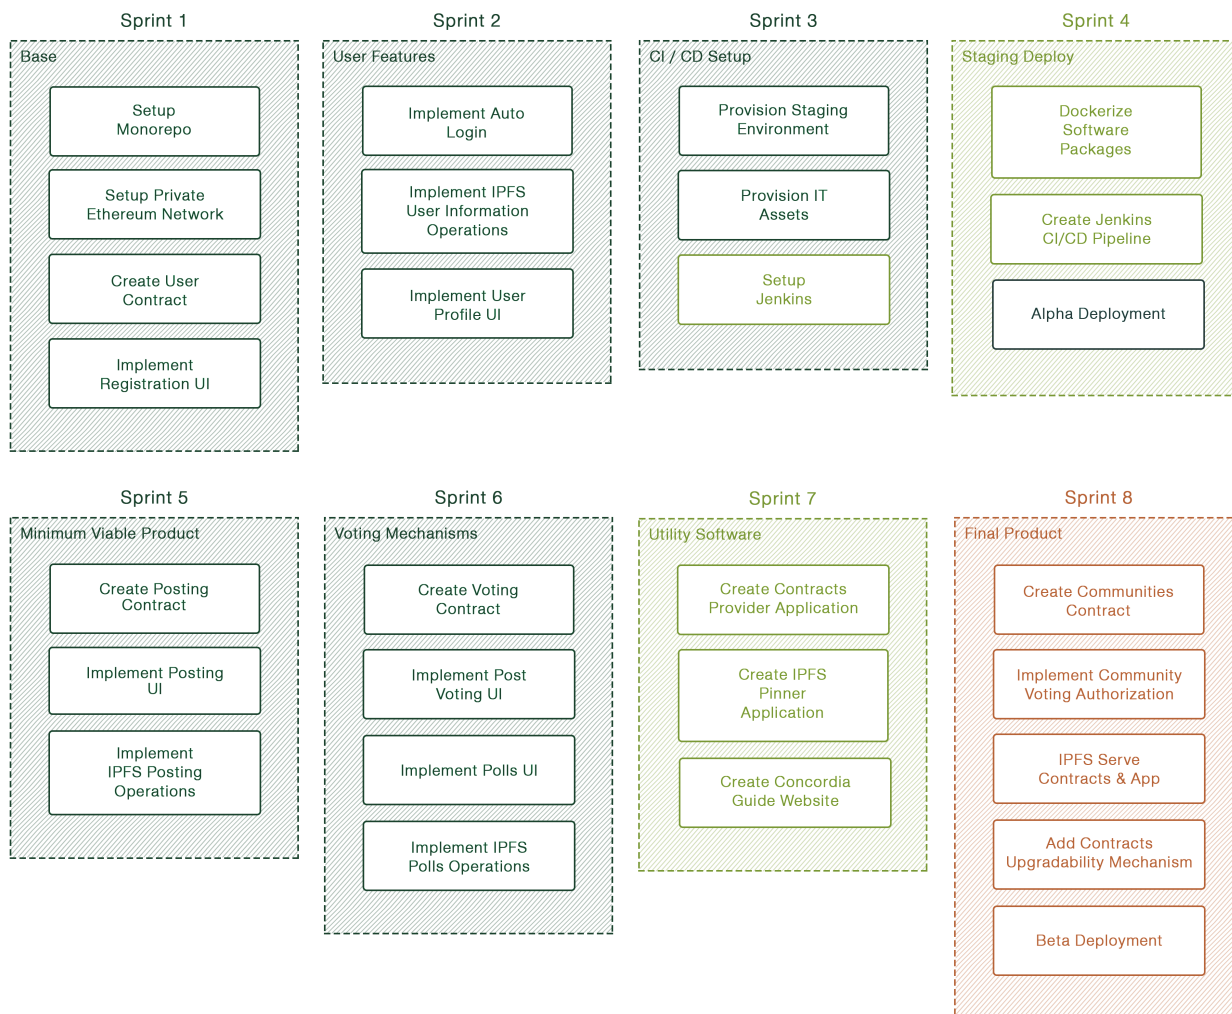 Sprint 1
Base
Setup
Monorepo
Setup Private
Ethereum Network
Create User
Contract
Implement
Registration UI
Sprint 2
User Features
Implement Auto
Login
Implement IPFS
User Information
Operations
Implement User
Profile UI
Sprint 3
CI / CD Setup
Provision Staging
Environment
Provision IT
Assets
Setup
Jenkins
Sprint 4
Staging Deploy
Dockerize
Software
Packages
Create Jenkins
CI/CD Pipeline
Alpha Deployment
Sprint 5
Minimum Viable Product
Create Posting
Contract
Implement Posting
UI
Implement
IPFS Posting
Operations
Sprint 6
Voting Mechanisms
Create Voting
Contract
Implement Post
Voting UI
Implement Polls UI
Implement IPFS
Polls Operations
Sprint 7
Utility Software
Create Contracts
Provider Application
Create IPFS
Pinner
Application
Create Concordia
Guide Website
Sprint 8
Final Product
Create Communities
Contract
Implement Community
Voting Authorization
IPFS Serve
Contracts & App
Add Contracts
Upgradability Mechanism
Beta Deployment